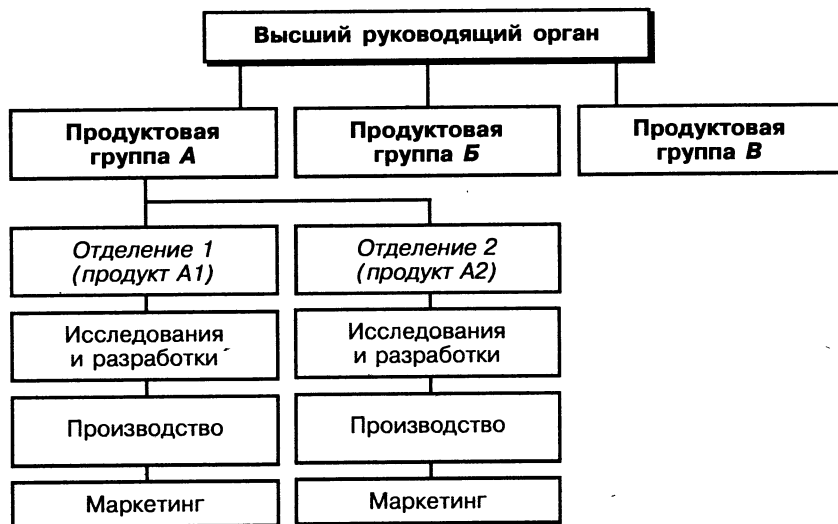 Высший руководящий орган
Продуктовая
группа А
Продуктовая
группа Б
Продуктовая
группа В
Отделение 1
(продукт А1)
Отделение 2
(продукт А2)
Исследования
и разработки
Исследования
и разработки
Производство
Производство
Маркетинг
Маркетинг